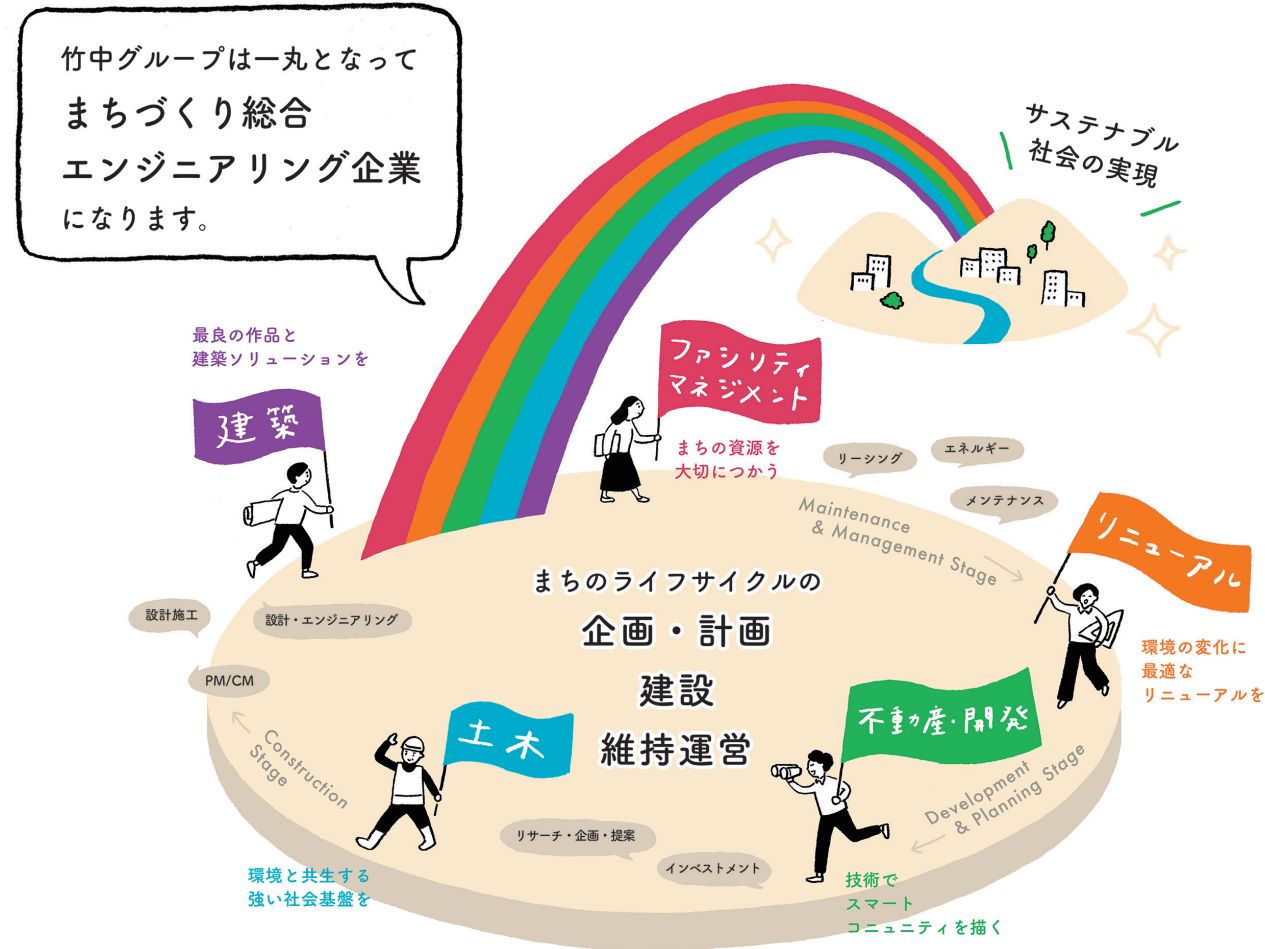 竹中グループは一丸となって
まちづくり総合
エンジニアリング企業
になります。
サステナブル
社会の実現
最良の作品と
建築ソリューションを
建築
ファシリティ
マネジメント
まちの資源を
大切につかう
リーシング
エネルギー
メンテナンス
Maintenance
& Management Stage
リニューアル
環境の変化に
最適な
リニューアルを
まちのライフサイクルの
企画・計画
建設
維持運営
設計施工
設計・エンジニアリング
PM/CM
Construction
Stage
土木
環境と共生する
強い社会基盤を
リサーチ・企画・提案
インベストメント
不動産・開発
Development
& Planning Stage
技術で
スマート
コニュニティを描く